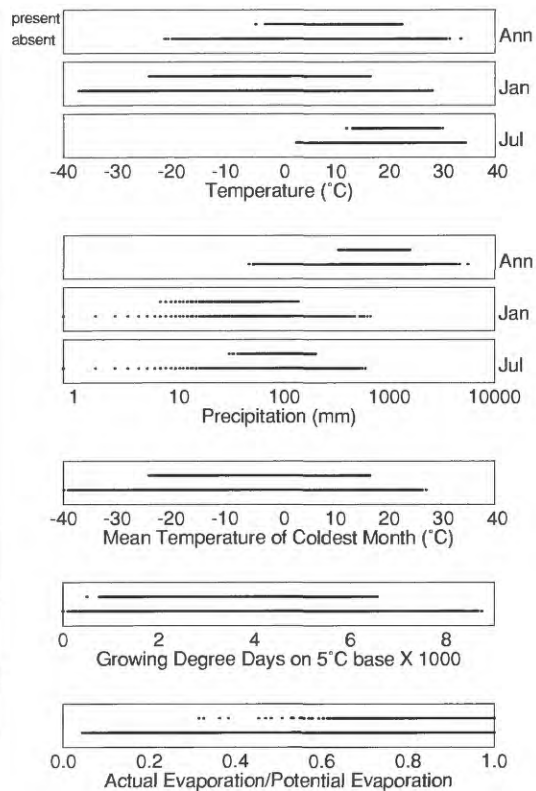 present
absent
Ann
Jan
Jul
-40 -30 -20 -10 0 10 20 30 40
Temperature (°C)
Ann
Jan
Jul
1 10 100 1000 10000
Precipitation (mm)
-40 -30 -20 -10 0 10 20 30 40
Mean Temperature of Coldest Month (°C)
0 2 4 6 8
Growing Degree Days on 5°C base X 1000
0.0 0.2 0.4 0.6 0.8 1.0
Actual Evaporation/Potential Evaporation